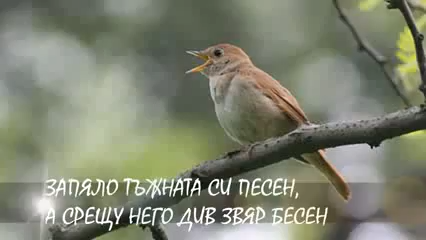 ЗАПЯЛО ТЪЖНАТА СИ ПЕСЕН,
А СРЕЩУ НЕГО ДИВ ЗВЯР БЕСЕН